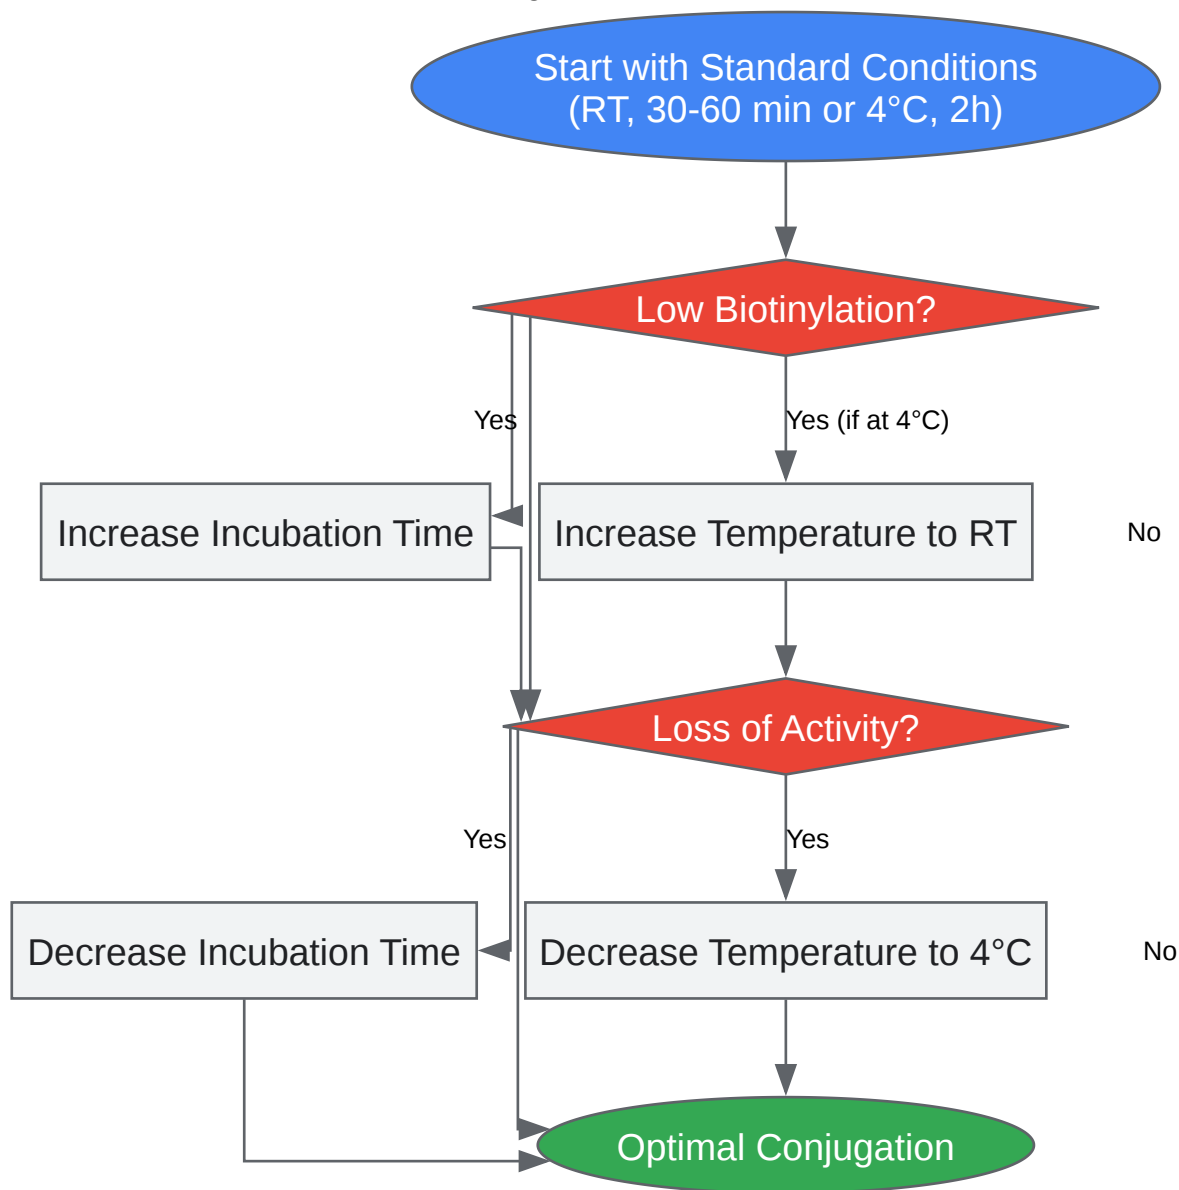 Start with Standard Conditions
(RT, 30-60 min or 4°C, 2h)
Low Biotinylation?
Yes
Yes (if at 4°C)
Increase Incubation Time
Increase Temperature to RT
No
Loss of Activity?
Yes
Yes
Decrease Incubation Time
Decrease Temperature to 4°C
No
Optimal Conjugation